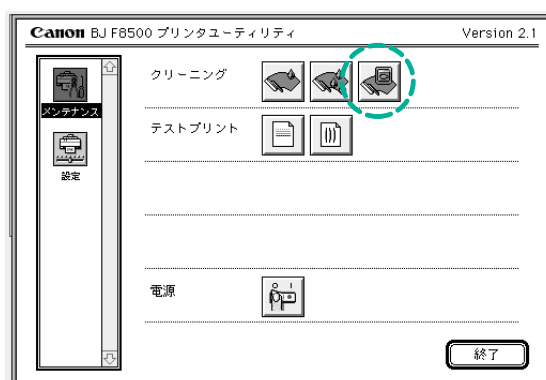 Canon BJ F8500 プリンタユーティリティ Version 2.1
クリーニング
メンテナンス
テストプリント
設定
電源
終了